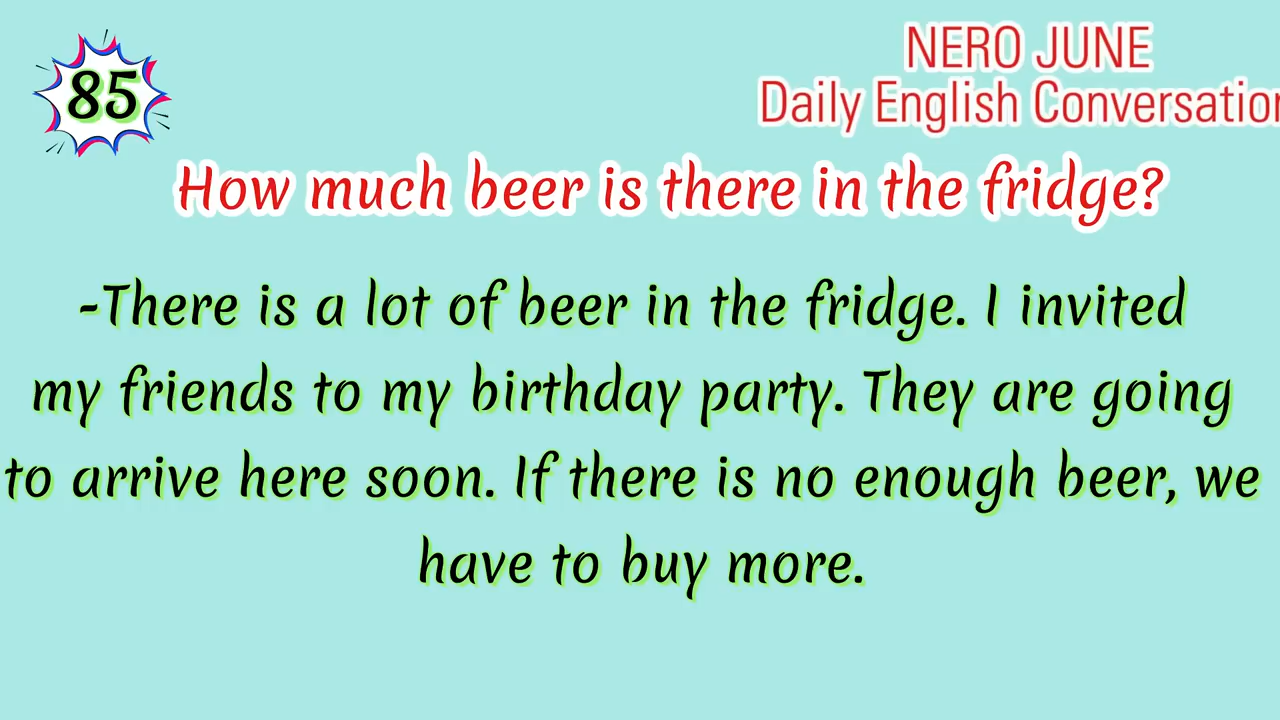 85
NERO JUNE
Daily English Conversation
How much beer is there in the fridge?
-There is a lot of beer in the fridge. I invited
my friends to my birthday party. They are going
to arrive here soon. If there is no enough beer, we
have to buy more.